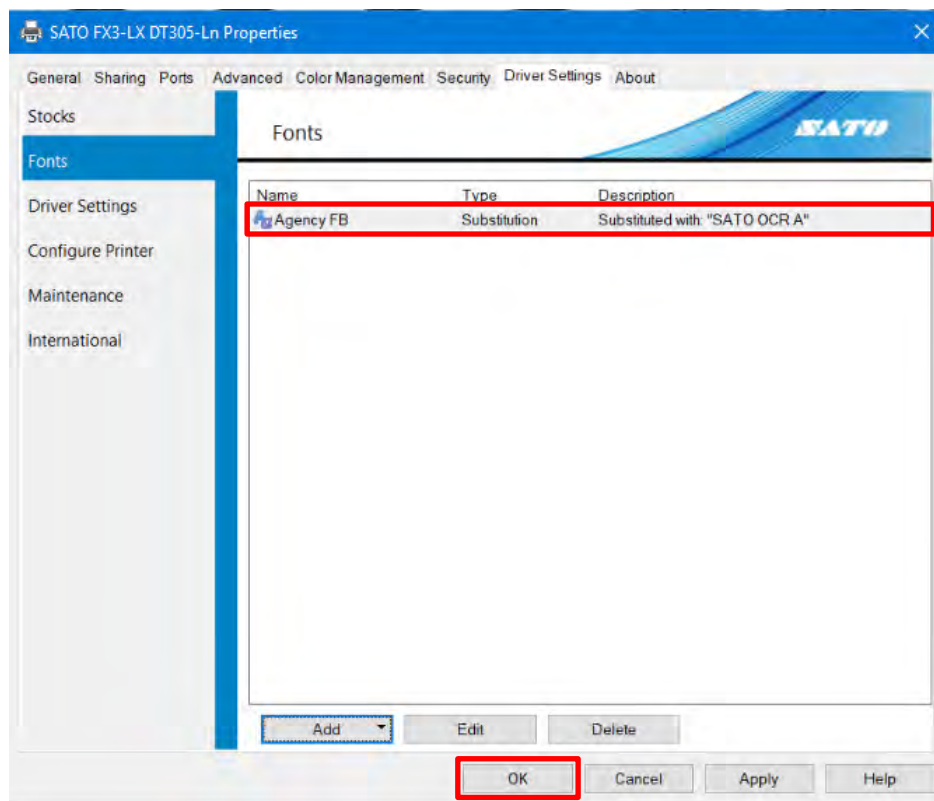 SATO FX3-LX DT305-Ln Properties
General Sharing Ports Advanced Color Management Security Driver Settings About
Stocks
Fonts
Driver Settings
Configure Printer
Maintenance
International
Fonts
SATO
Name Type Description
Agency FB Substitution Substituted with: "SATO OCR A"
Add Edit Delete
OK Cancel Apply Help